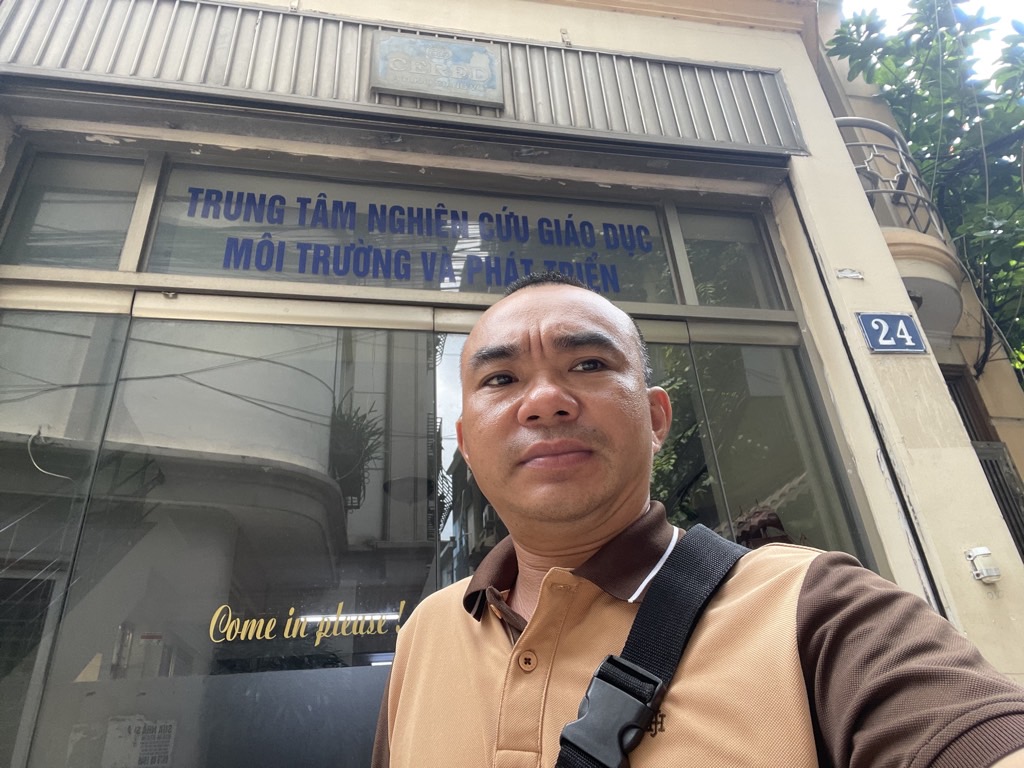 TRUNG TÂM NGHIÊN CỨU GIÁO DỤC
MÔI TRƯỜNG VÀ PHÁT TRIỂN
24
Come in please !